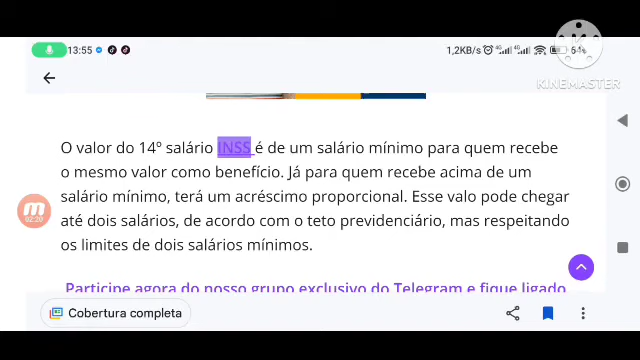 13:55
1,2KB/s 4G 4G 64%
KINEMASTER
O valor do 14º salário INSS é de um salário mínimo para quem recebe
o mesmo valor como benefício. Já para quem recebe acima de um
salário mínimo, terá um acréscimo proporcional. Esse valo pode chegar
até dois salários, de acordo com o teto previdenciário, mas respeitando
os limites de dois salários mínimos.
Participe agora do nosso grupo exclusivo do Telegram e fique ligado
Cobertura completa